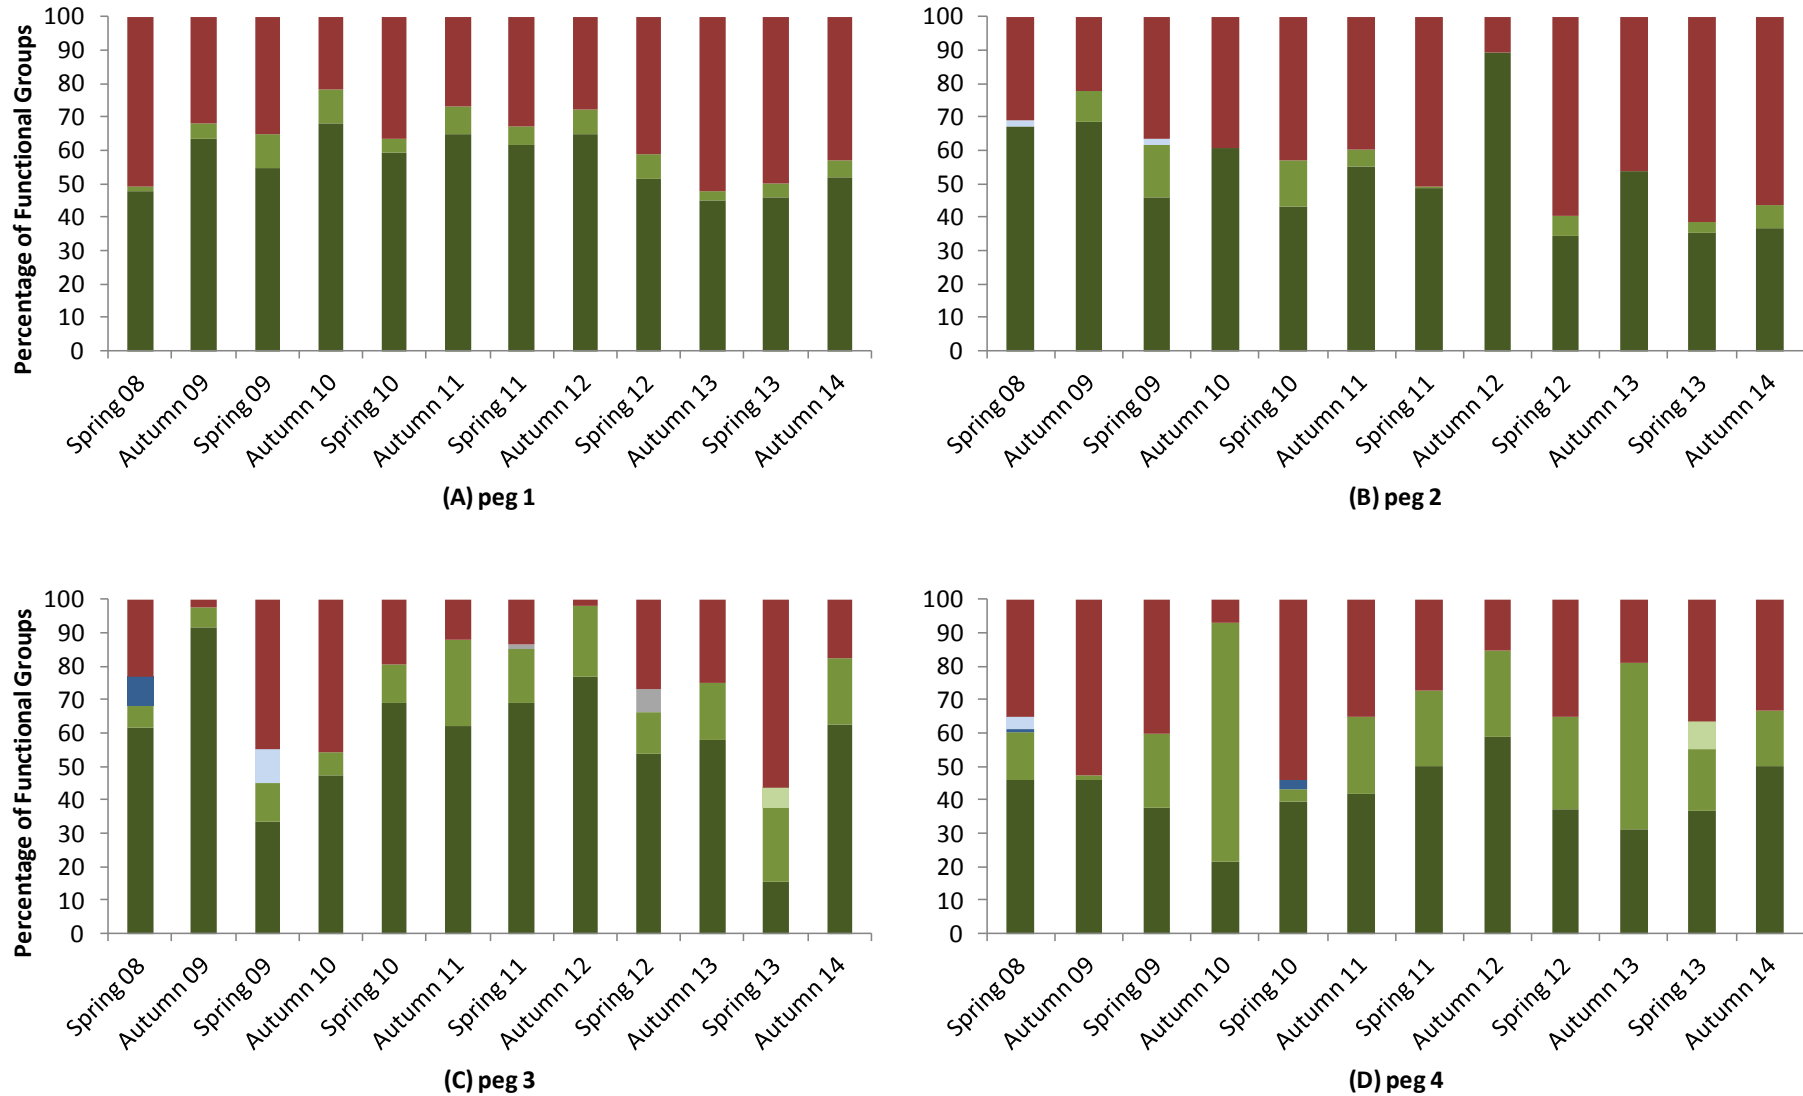 Percentage of Functional Groups
100
90
80
70
60
50
40
30
20
10
0
Spring 08
Autumn 09
Spring 09
Autumn 10
Spring 10
Autumn 11
Spring 11
Autumn 12
Spring 12
Autumn 13
Spring 13
Autumn 14
(A) peg 1
100
90
80
70
60
50
40
30
20
10
0
Spring 08
Autumn 09
Spring 09
Autumn 10
Spring 10
Autumn 11
Spring 11
Autumn 12
Spring 12
Autumn 13
Spring 13
Autumn 14
(B) peg 2
Percentage of Functional Groups
100
90
80
70
60
50
40
30
20
10
0
Spring 08
Autumn 09
Spring 09
Autumn 10
Spring 10
Autumn 11
Spring 11
Autumn 12
Spring 12
Autumn 13
Spring 13
Autumn 14
(C) peg 3
100
90
80
70
60
50
40
30
20
10
0
Spring 08
Autumn 09
Spring 09
Autumn 10
Spring 10
Autumn 11
Spring 11
Autumn 12
Spring 12
Autumn 13
Spring 13
Autumn 14
(D) peg 4